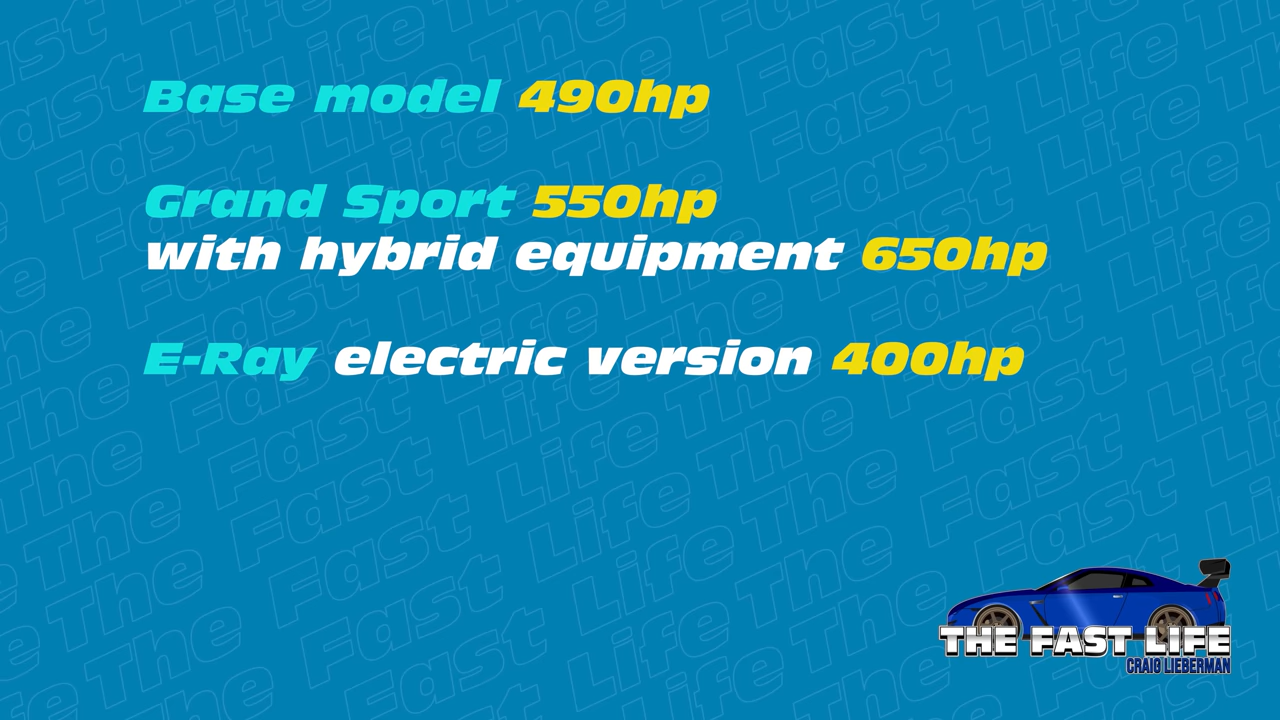 Base model 490hp
Grand Sport 550hp
with hybrid equipment 650hp
E-Ray electric version 400hp
THE FAST LIFE
CRAIG LIEBERMAN